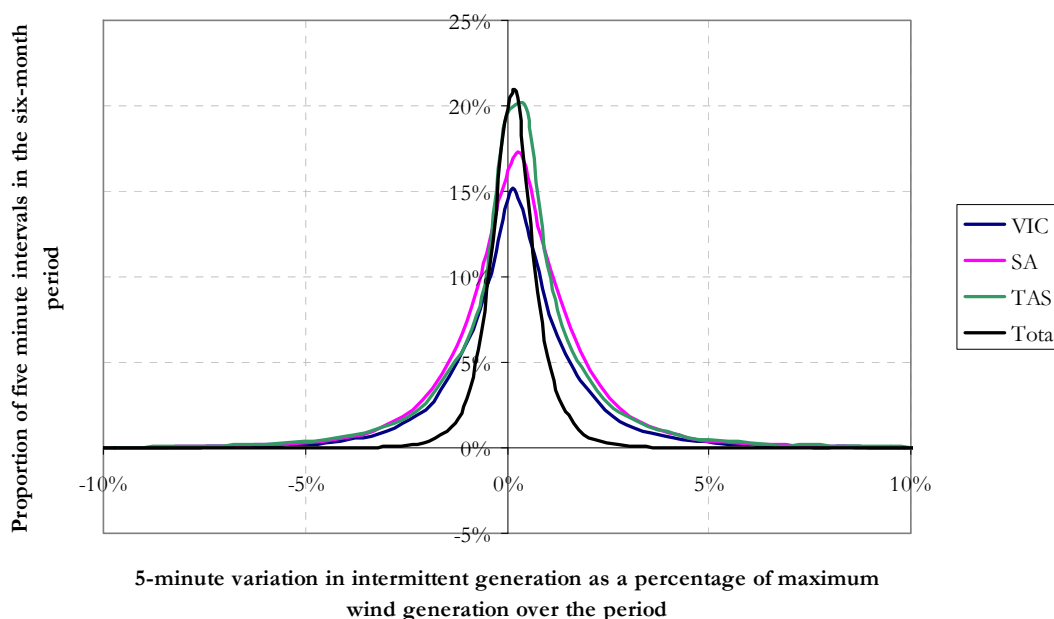 Proportion of five minute intervals in the six-month
period
25%
20%
15%
10%
5%
0%
-5%
-10%
-5%
0%
5%
10%
VIC
SA
TAS
Tota
5-minute variation in intermittent generation as a percentage of maximum
wind generation over the period